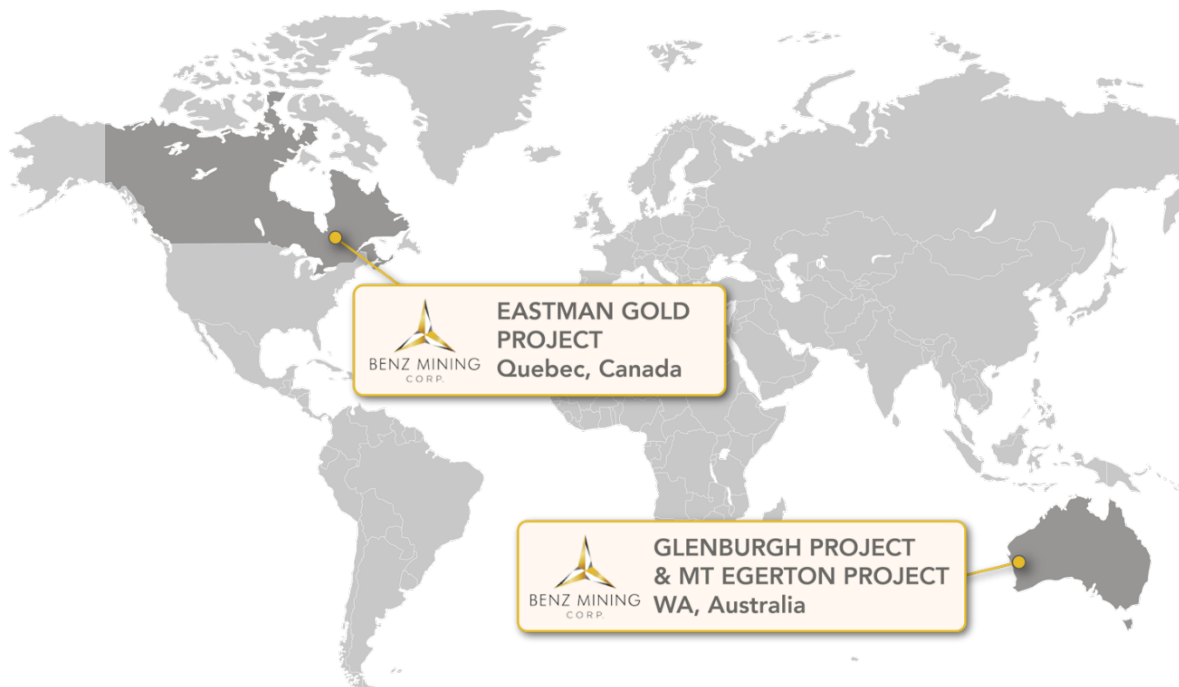 BENZ MINING
CORP.
EASTMAN GOLD
PROJECT
Quebec, Canada
BENZ MINING
CORP.
GLENBURGH PROJECT
& MT EGERTON PROJECT
WA, Australia